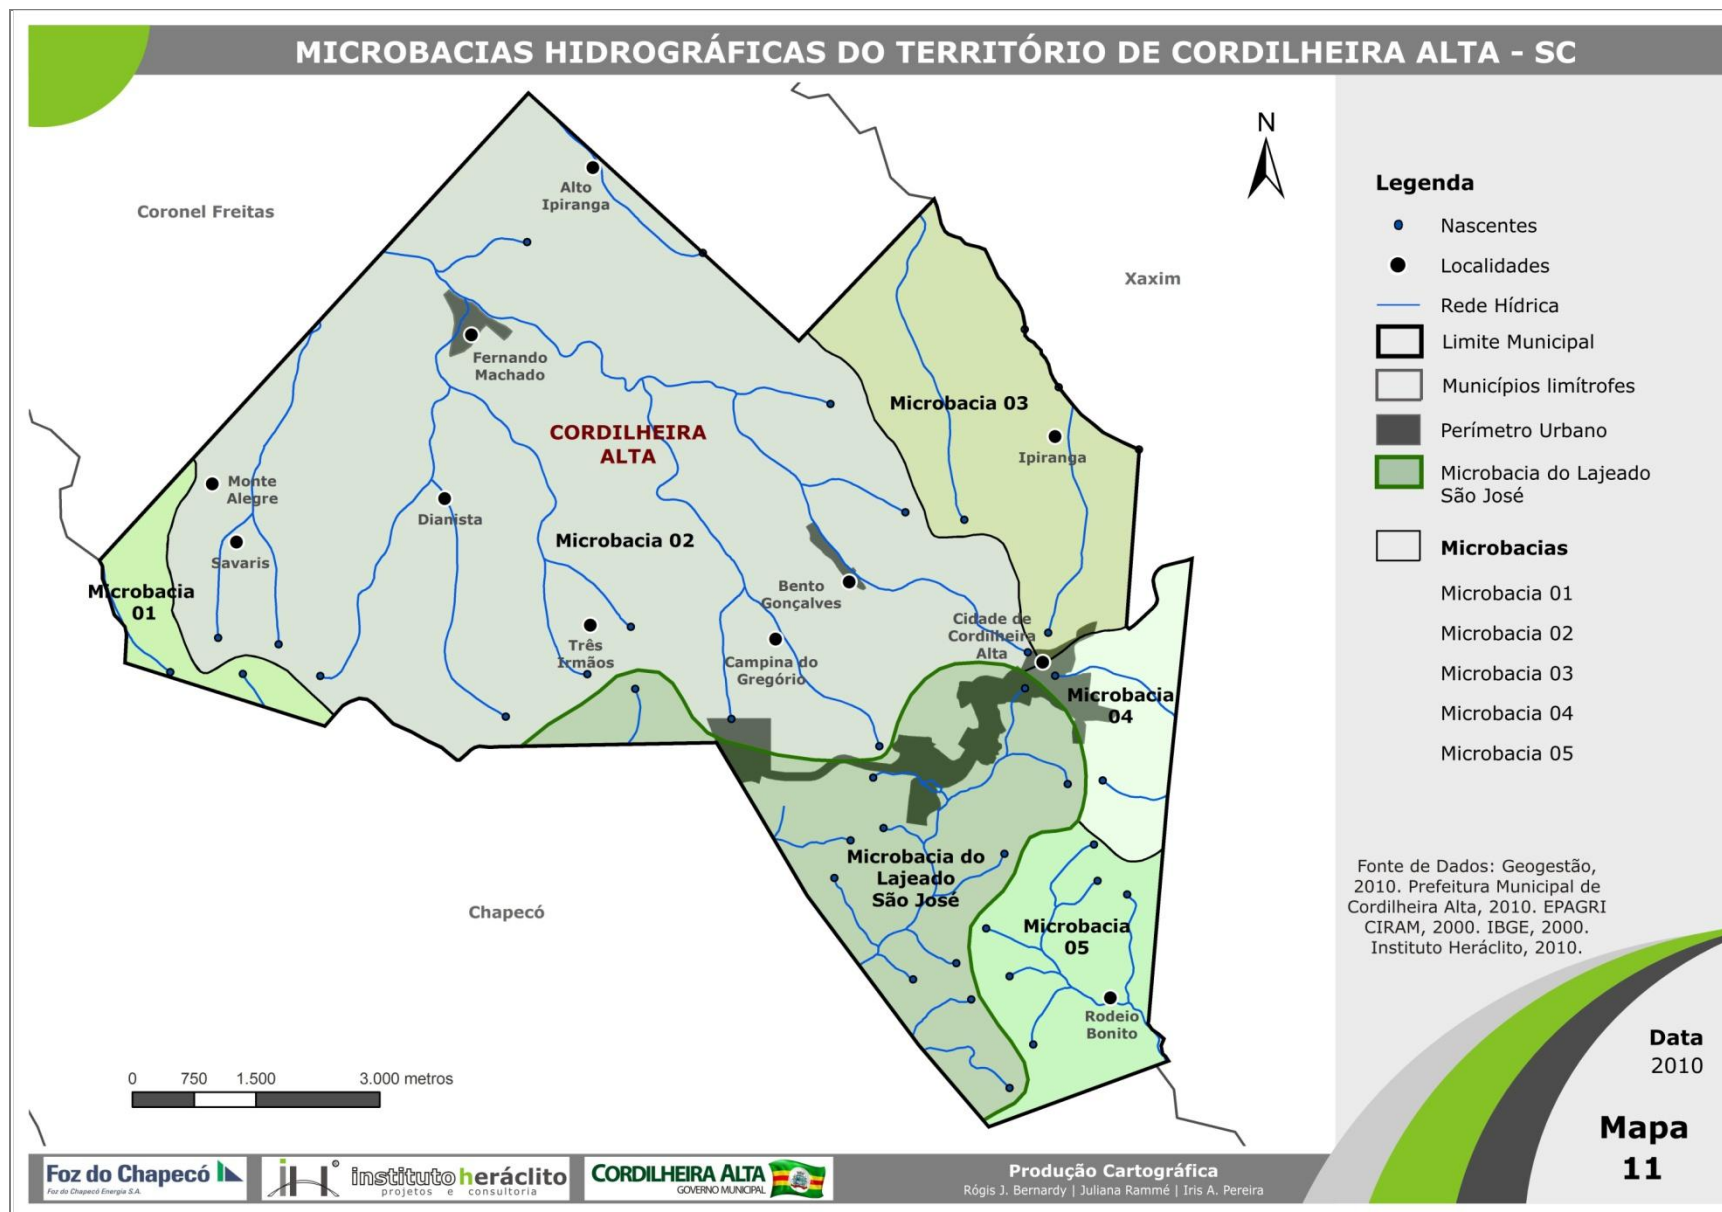 MICROBACIAS HIDROGRÁFICAS DO TERRITÓRIO DE CORDILHEIRA ALTA - SC
N
Alto
Ipiranga
Coronel Freitas
Xaxim
Fernando
Machado
Microbacia 03
CORDILHEIRA
ALTA
Ipiranga
Monte
Alegre
Dianista
Microbacia 02
Savaris
Microbacia
01
Bento
Gonçalves
Cidade de
Cordilheira
Alta
Três
Irmãos
Campina do
Gregório
Microbacia
04
Microbacia do
Lajeado
São José
Chapecó
Microbacia
05
Rodeio
Bonito
0 750 1.500 3.000 metros
Legenda
Nascentes
Localidades
Rede Hídrica
Limite Municipal
Municípios limítrofes
Perímetro Urbano
Microbacia do Lajeado
São José
Microbacias
Microbacia 01
Microbacia 02
Microbacia 03
Microbacia 04
Microbacia 05
Fonte de Dados: Geogestão,
2010. Prefeitura Municipal de
Cordilheira Alta, 2010. EPAGRI
CIRAM, 2000. IBGE, 2000.
Instituto Heráclito, 2010.
Data
2010
Mapa
11
Foz do Chapecó
Foz do Chapecó Energia S.A.
iH
instituto heráclito
projetos e consultoria
CORDILHEIRA ALTA
GOVERNO MUNICIPAL
Produção Cartográfica
Rógis J. Bernardy | Juliana Rammé | Iris A. Pereira